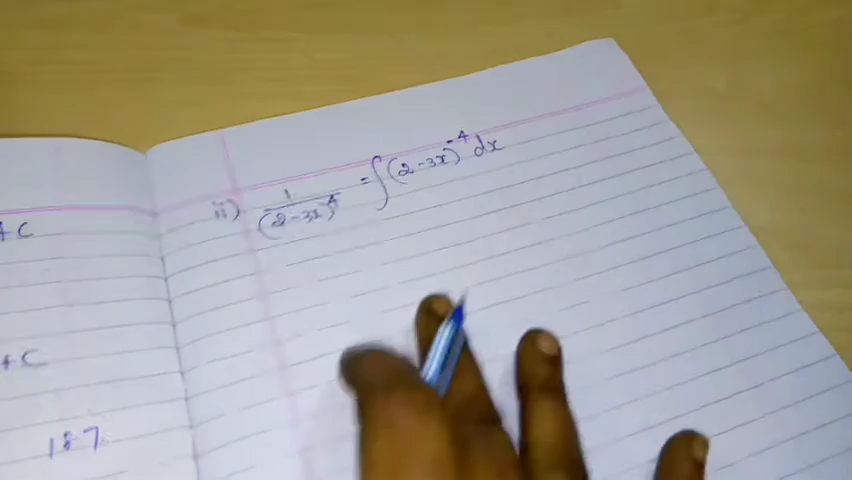 +C
+C
187
ii) 1/(2-3x)^4 = ∫(2-3x)^-4 dx